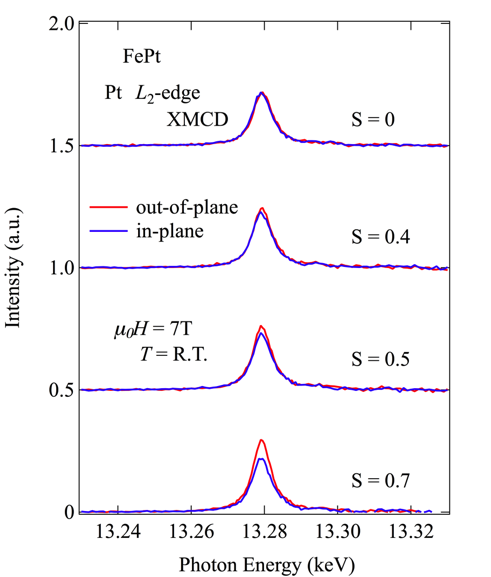 2.0
FePt
Pt L2-edge
XMCD
S = 0
1.5
out-of-plane
in-plane
S = 0.4
1.0
μ0H = 7T
T = R.T.
S = 0.5
0.5
S = 0.7
0
13.24 13.26 13.28 13.30 13.32
Photon Energy (keV)
Intensity (a.u.)